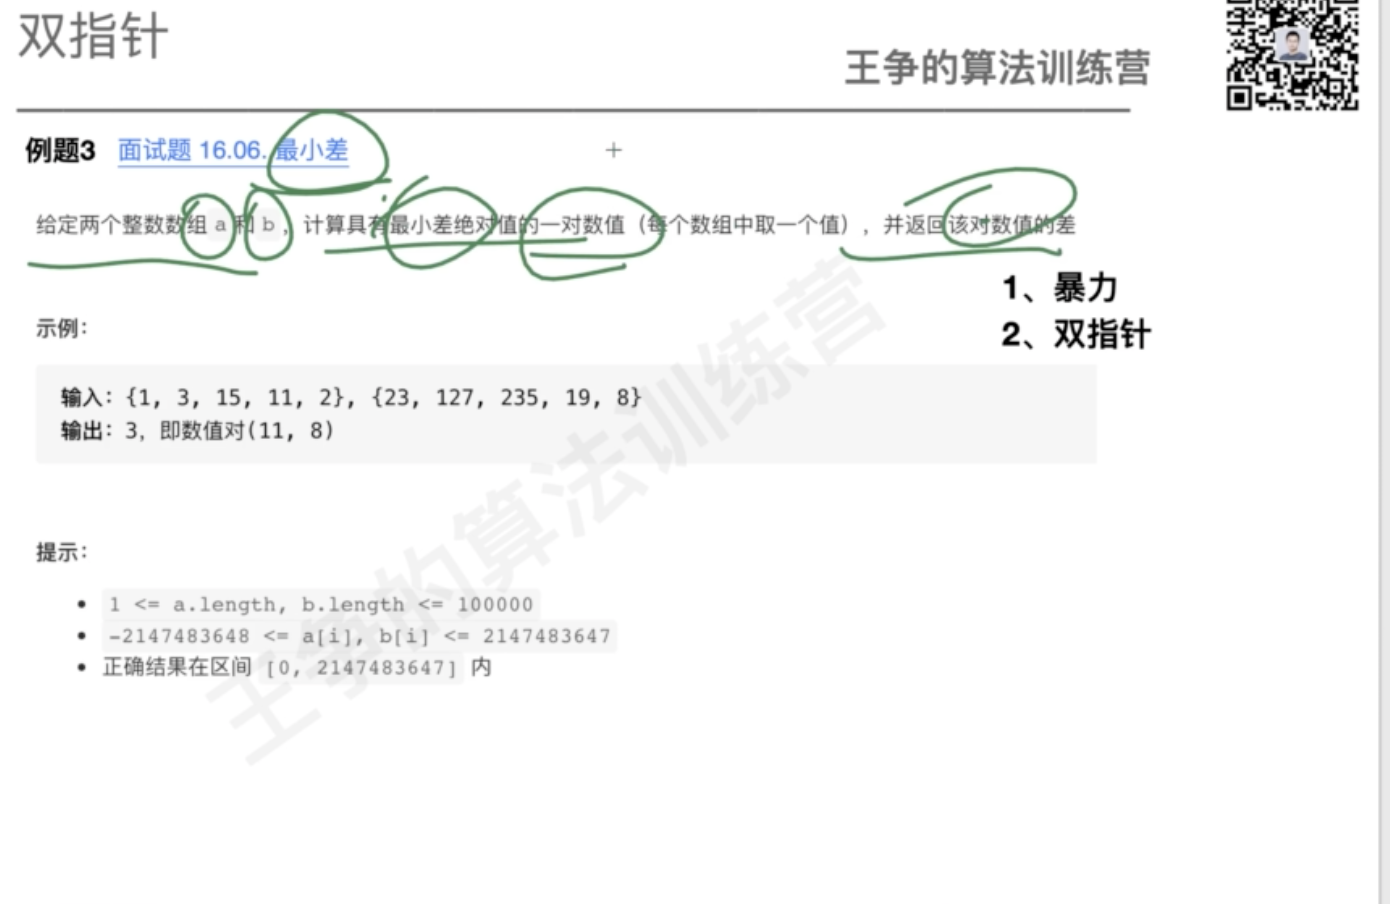 双指针
王争的算法训练营
例题3 面试题 16.06. 最小差
给定两个整数数组 a 和 b，计算具有最小差绝对值的一对数值（每个数组中取一个值），并返回该对数值的差
1、暴力
2、双指针
示例：
输入：{1, 3, 15, 11, 2}, {23, 127, 235, 19, 8}
输出：3，即数值对(11, 8)
提示：
1 <= a.length, b.length <= 100000
-2147483648 <= a[i], b[i] <= 2147483647
正确结果在区间 [0, 2147483647] 内
王争的算法训练营